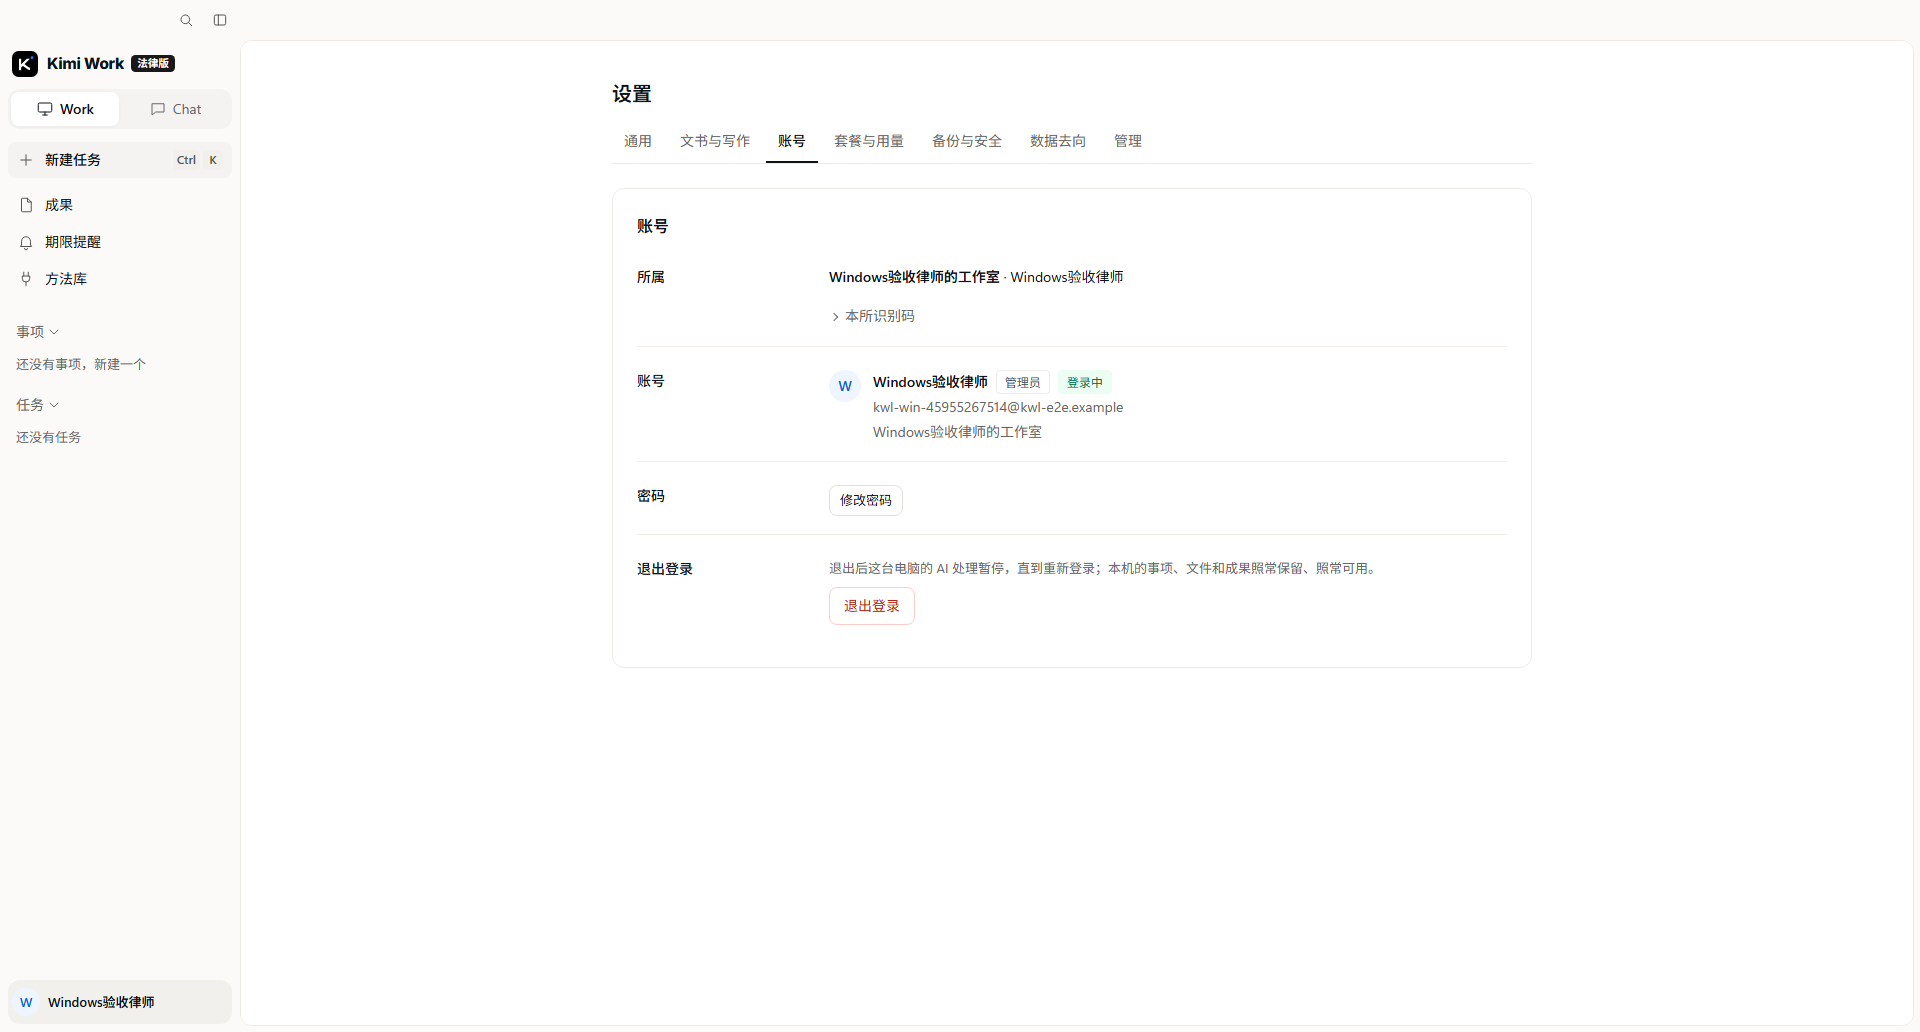 Kimi Work 法律版
Work
Chat
新建任务 Ctrl K
成果
期限提醒
方法库
事项
还没有事项，新建一个
任务
还没有任务
W Windows验收律师
设置
通用 文书与写作 账号 套餐与用量 备份与安全 数据去向 管理
账号
所属 Windows验收律师的工作室 · Windows验收律师
本所识别码
账号 W Windows验收律师 管理员 登录中
kwl-win-45955267514@kwl-e2e.example
Windows验收律师的工作室
密码 修改密码
退出登录 退出后这台电脑的 AI 处理暂停，直到重新登录；本机的事项、文件和成果照常保留、照常可用。
退出登录